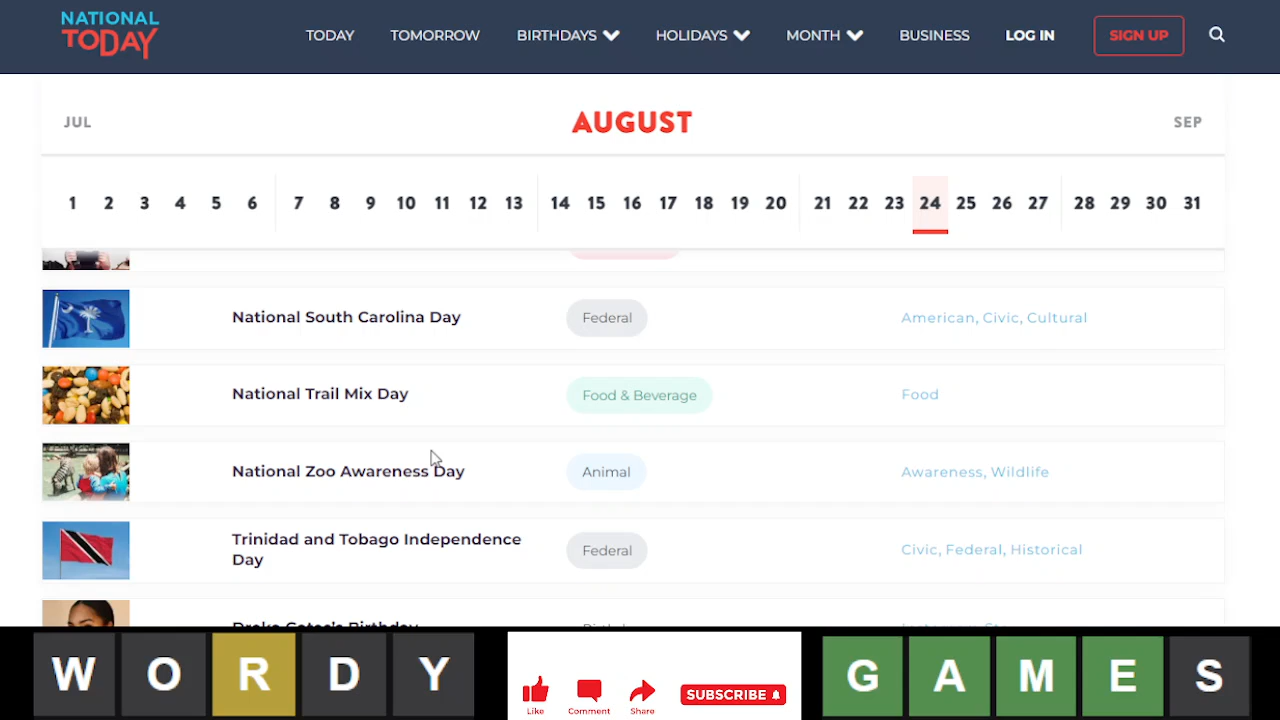 NATIONAL
TODAY
TODAY TOMORROW BIRTHDAYS HOLIDAYS MONTH BUSINESS LOG IN SIGN UP
JUL AUGUST SEP
1 2 3 4 5 6 7 8 9 10 11 12 13 14 15 16 17 18 19 20 21 22 23 24 25 26 27 28 29 30 31
National South Carolina Day Federal American, Civic, Cultural
National Trail Mix Day Food & Beverage Food
National Zoo Awareness Day Animal Awareness, Wildlife
Trinidad and Tobago Independence
Day
Federal Civic, Federal, Historical
WORDY
Like Comment Share
SUBSCRIBE
GAMES